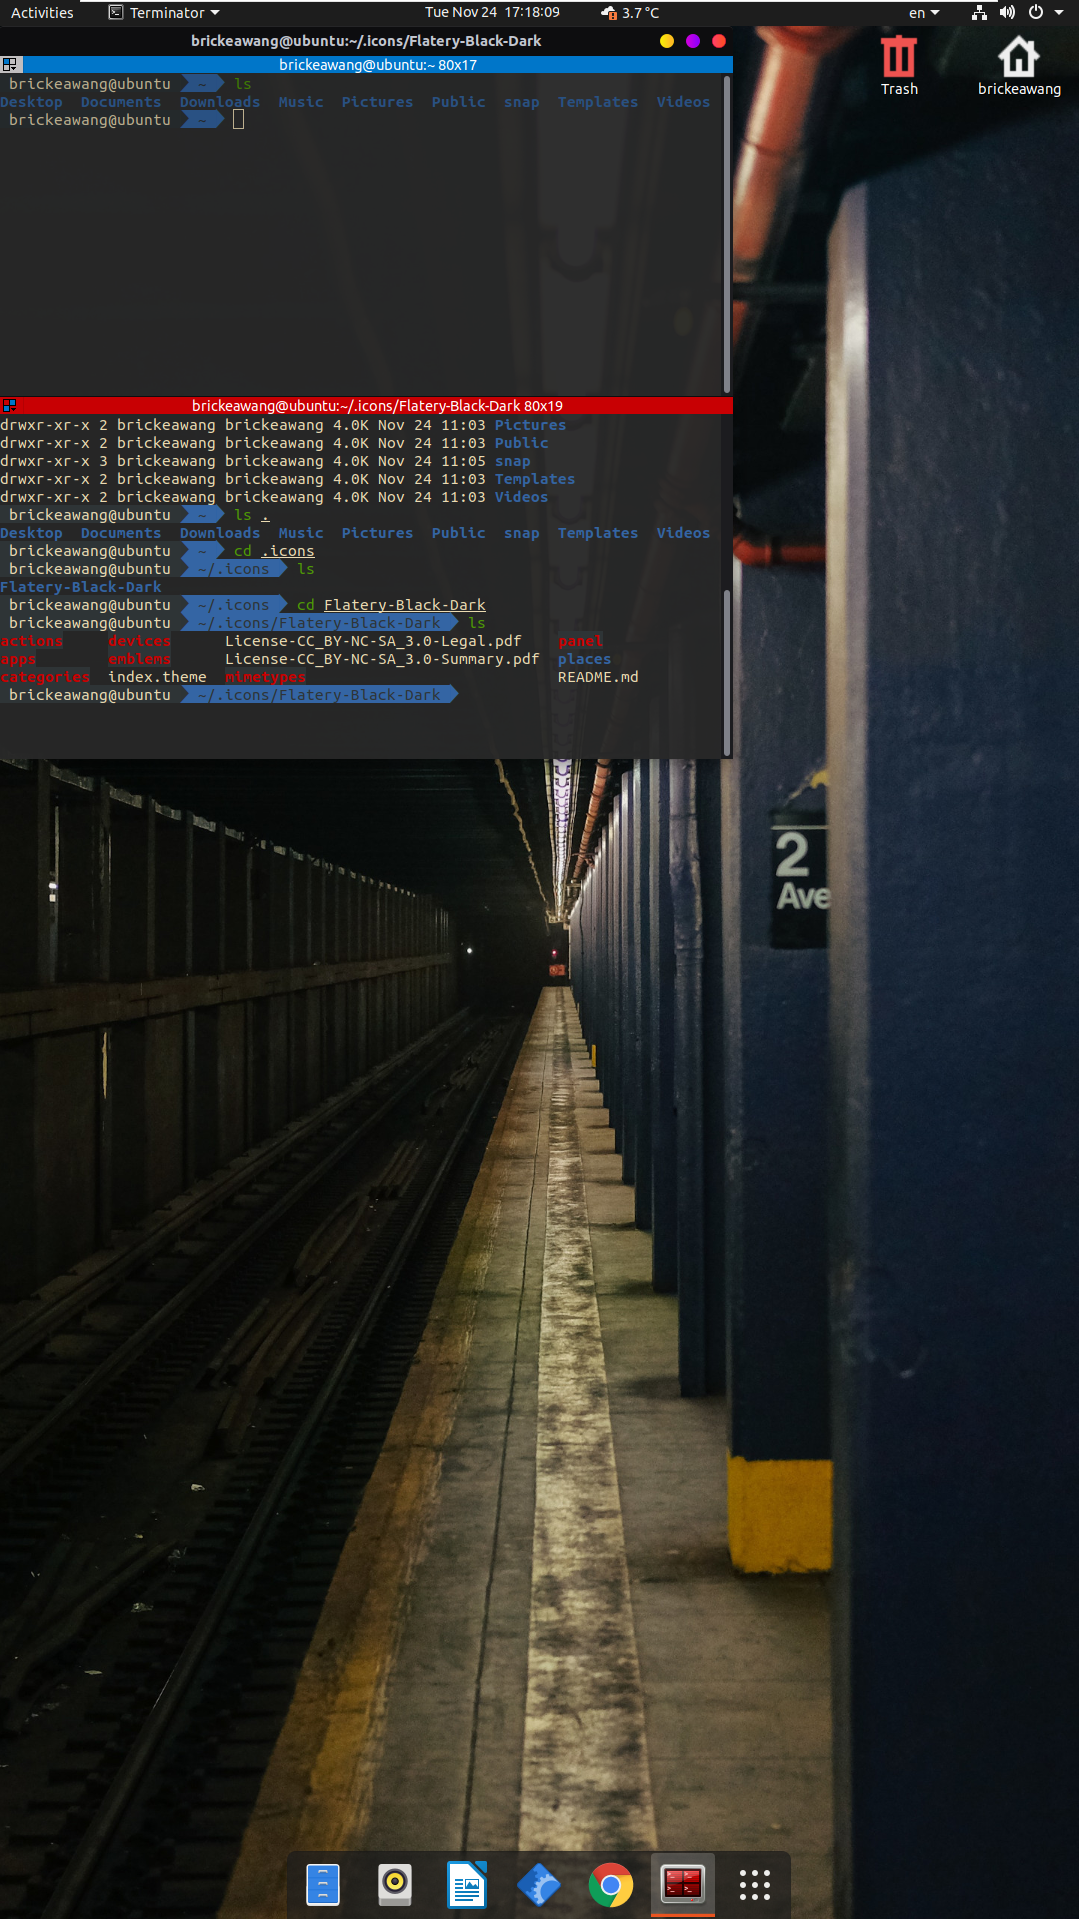 Activities Terminator Tue Nov 24 17:18:09 3.7 °C en
brickeawang@ubuntu:~/.icons/Flatery-Black-Dark
Trash brickeawang
brickeawang@ubuntu:~ 80x17
brickeawang@ubuntu ~ ls
Desktop Documents Downloads Music Pictures Public snap Templates Videos
brickeawang@ubuntu ~
brickeawang@ubuntu:~/.icons/Flatery-Black-Dark 80x19
drwxr-xr-x 2 brickeawang brickeawang 4.0K Nov 24 11:03 Pictures
drwxr-xr-x 2 brickeawang brickeawang 4.0K Nov 24 11:03 Public
drwxr-xr-x 3 brickeawang brickeawang 4.0K Nov 24 11:05 snap
drwxr-xr-x 2 brickeawang brickeawang 4.0K Nov 24 11:03 Templates
drwxr-xr-x 2 brickeawang brickeawang 4.0K Nov 24 11:03 Videos
brickeawang@ubuntu ~ ls .
Desktop Documents Downloads Music Pictures Public snap Templates Videos
brickeawang@ubuntu ~ cd .icons
brickeawang@ubuntu ~/.icons ls
Flatery-Black-Dark
brickeawang@ubuntu ~/.icons cd Flatery-Black-Dark
brickeawang@ubuntu ~/.icons/Flatery-Black-Dark ls
actions devices License-CC_BY-NC-SA_3.0-Legal.pdf panel
apps emblems License-CC_BY-NC-SA_3.0-Summary.pdf places
categories index.theme mimetypes README.md
brickeawang@ubuntu ~/.icons/Flatery-Black-Dark
2
Ave